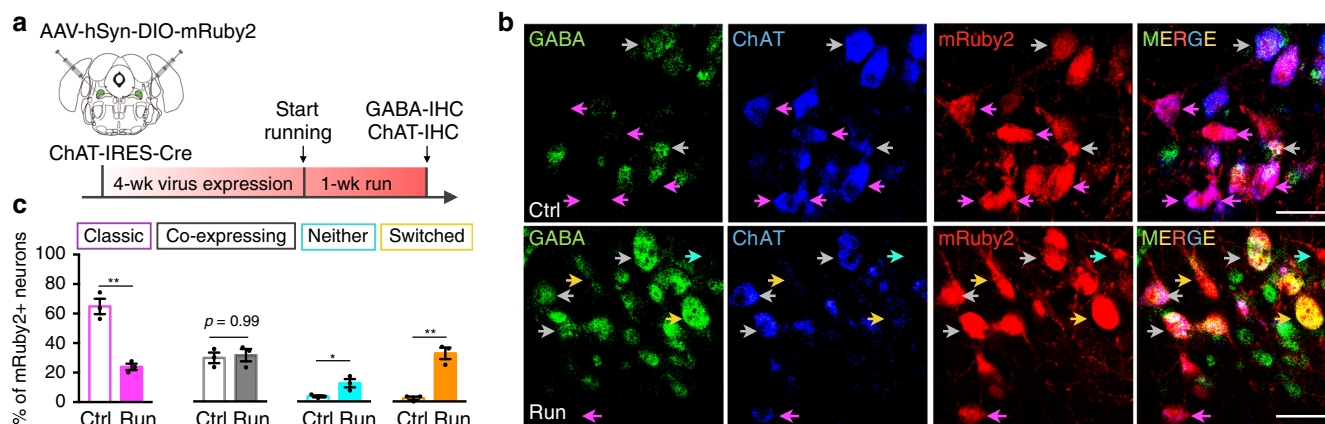 a
AAV-hSyn-DIO-mRuby2
Start
running
GABA-IHC
ChAT-IHC
ChAT-IRES-Cre
4-wk virus expression
1-wk run
b
GABA
ChAT
mRuby2
MERGE
Ctrl
GABA
ChAT
mRuby2
MERGE
Run
c
Classic
Co-expressing
Neither
Switched
% of mRuby2+ neurons
100
80
60
40
20
0
**
p = 0.99
*
**
Ctrl Run
Ctrl Run
Ctrl Run
Ctrl Run